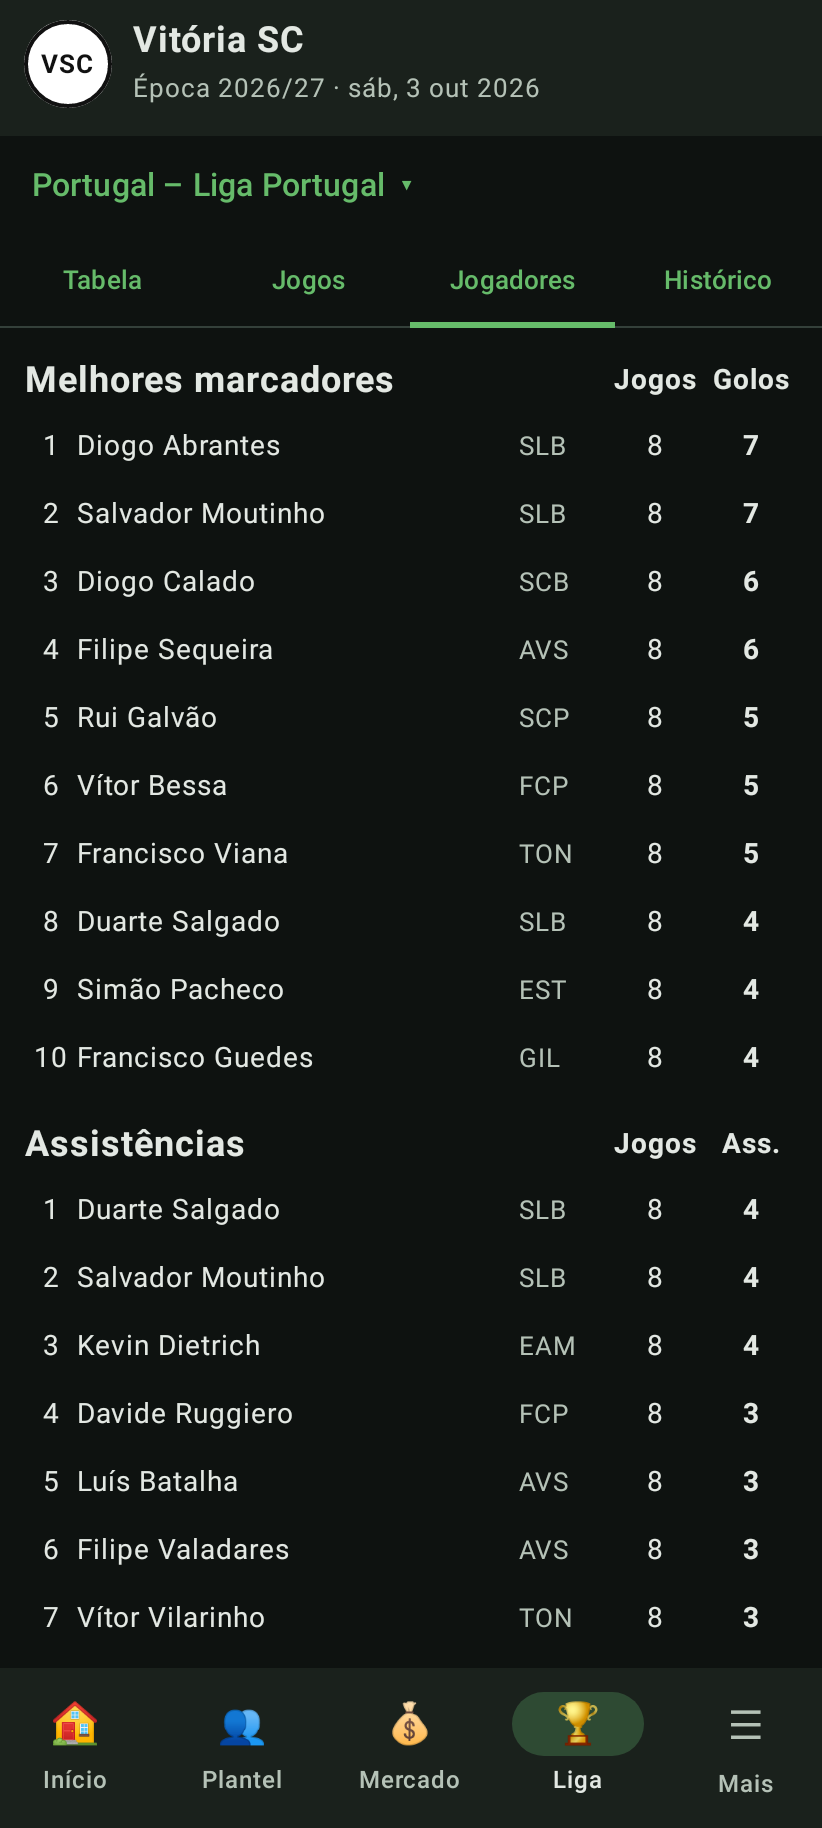 VSC
Vitória SC
Época 2026/27 · sáb, 3 out 2026
Portugal – Liga Portugal ▾
Tabela Jogos Jogadores Histórico
Melhores marcadores Jogos Golos
1 Diogo Abrantes SLB 8 7
2 Salvador Moutinho SLB 8 7
3 Diogo Calado SCB 8 6
4 Filipe Sequeira AVS 8 6
5 Rui Galvão SCP 8 5
6 Vítor Bessa FCP 8 5
7 Francisco Viana TON 8 5
8 Duarte Salgado SLB 8 4
9 Simão Pacheco EST 8 4
10 Francisco Guedes GIL 8 4
Assistências Jogos Ass.
1 Duarte Salgado SLB 8 4
2 Salvador Moutinho SLB 8 4
3 Kevin Dietrich EAM 8 4
4 Davide Ruggiero FCP 8 3
5 Luís Batalha AVS 8 3
6 Filipe Valadares AVS 8 3
7 Vítor Vilarinho TON 8 3
Início Plantel Mercado Liga Mais